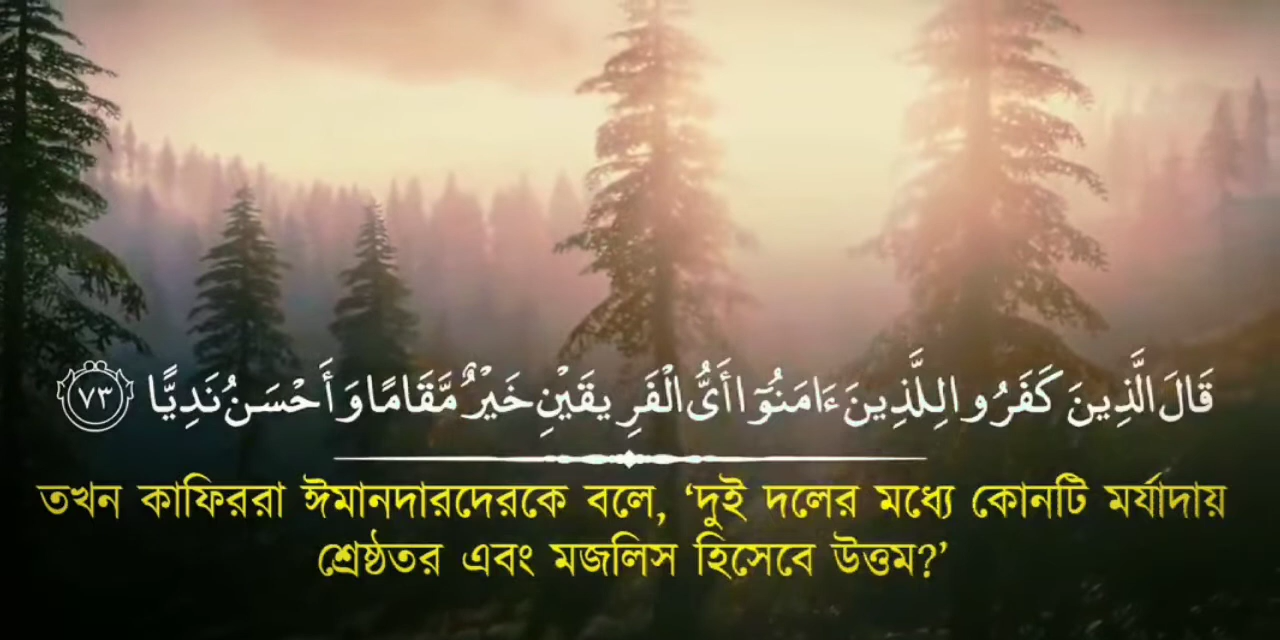 قَالَ الَّذِينَ كَفَرُوا لِلَّذِينَ ءَامَنُوٓا أَىُّ الْفَرِيقَيْنِ خَيْرٌ مَّقَامًا وَأَحْسَنُ نَدِيًّا ٧٣
তখন কাফিররা ঈমানদারদেরকে বলে, ‘দুই দলের মধ্যে কোনটি মর্যাদায়
শ্রেষ্ঠতর এবং মজলিস হিসেবে উত্তম?’